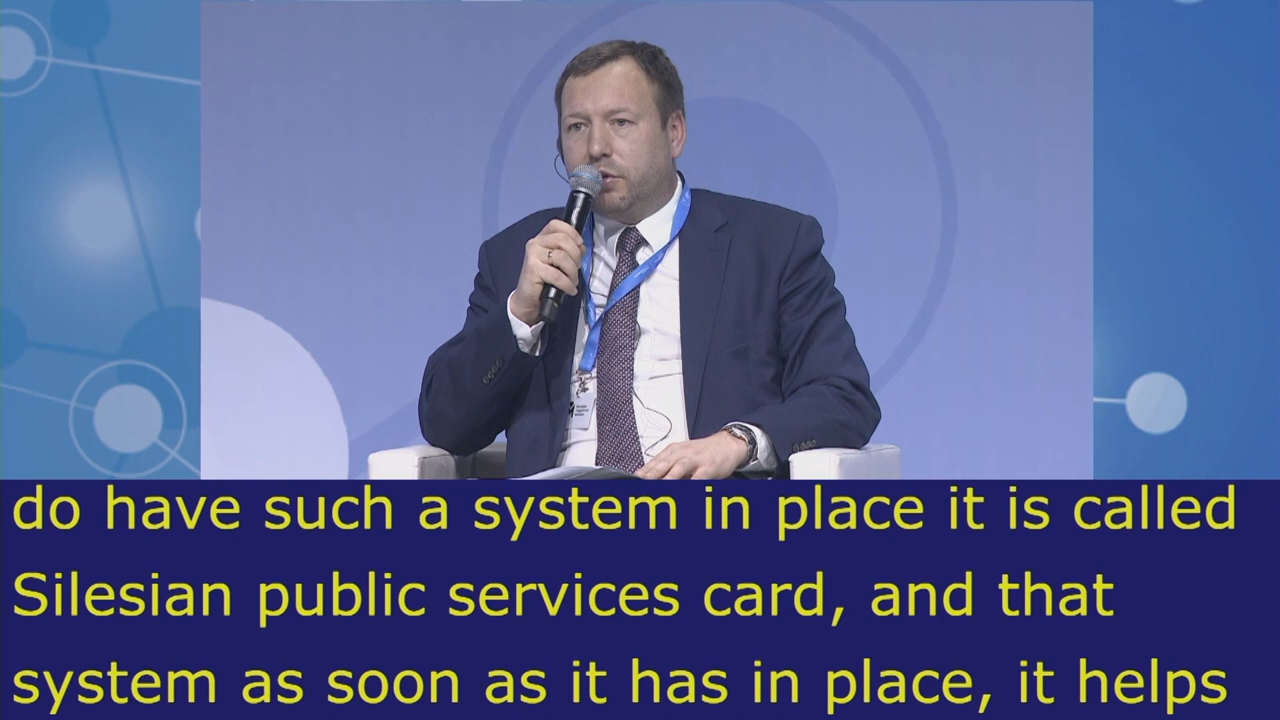 do have such a system in place it is called
Silesian public services card, and that
system as soon as it has in place, it helps